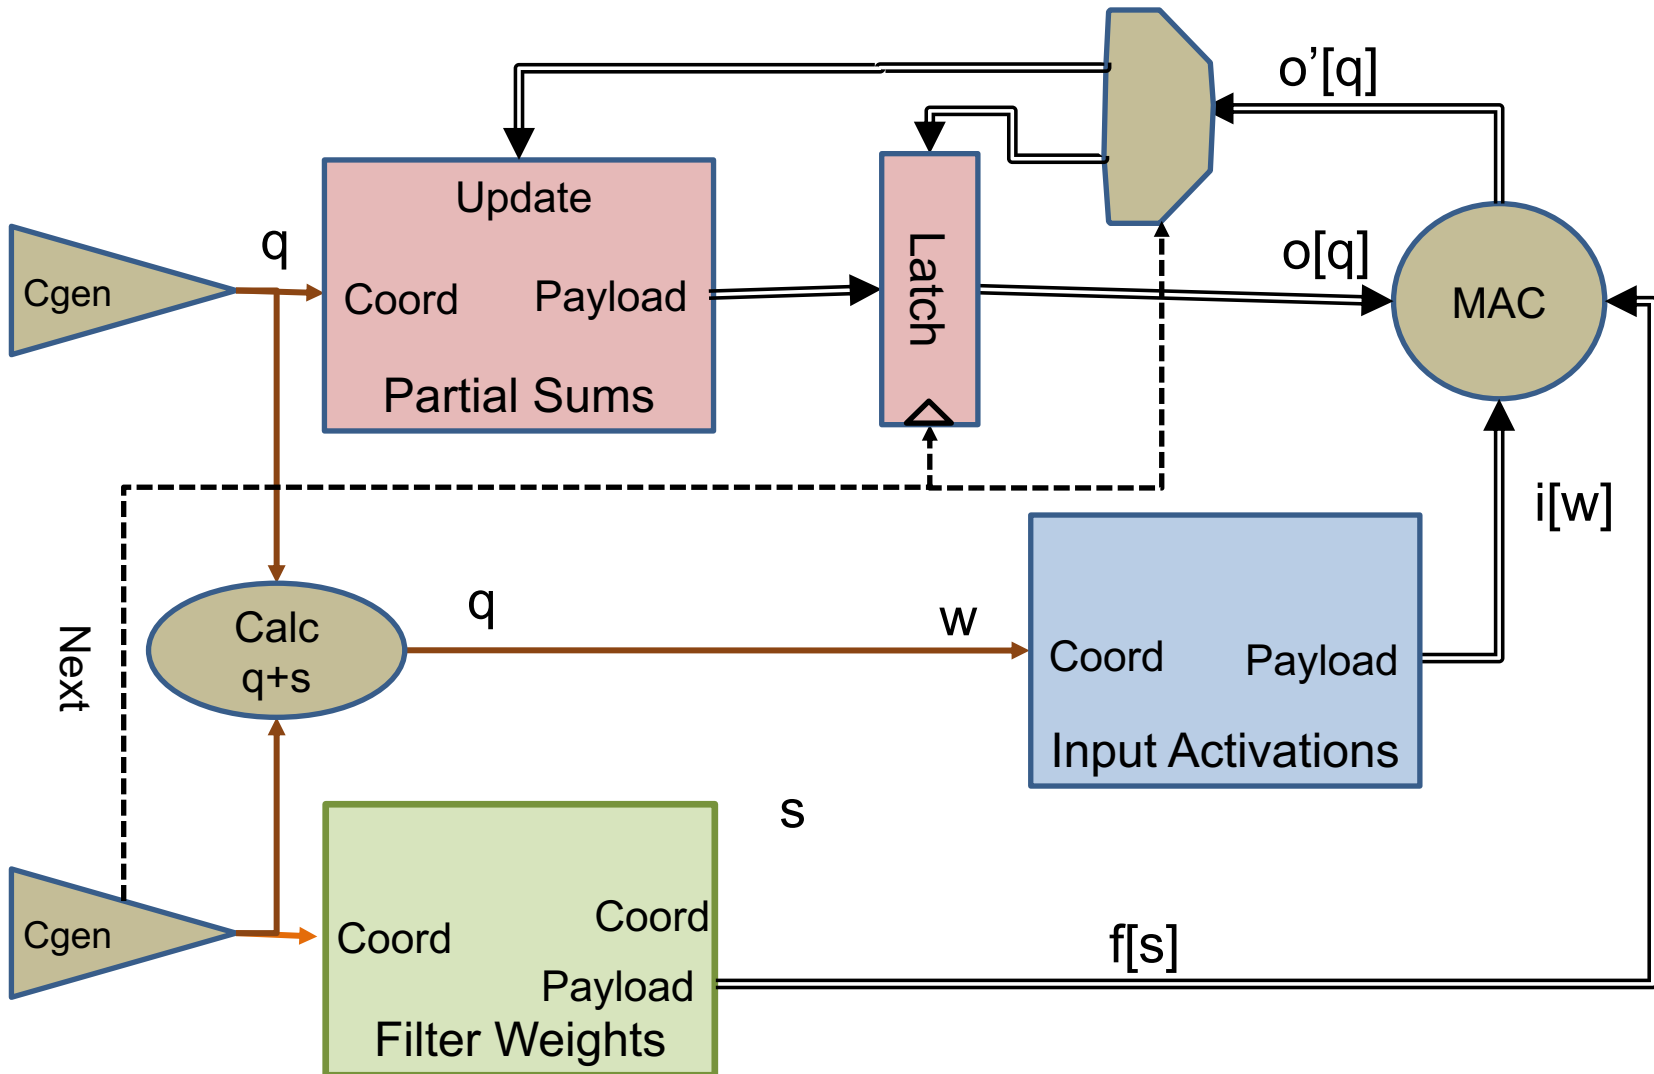 o’[q]
Update
q
Cgen
Coord
Payload
Latch
o[q]
MAC
Partial Sums
i[w]
Next
Calc
q+s
q
w
Coord
Payload
Input Activations
s
Cgen
Coord
Coord
Payload
f[s]
Filter Weights